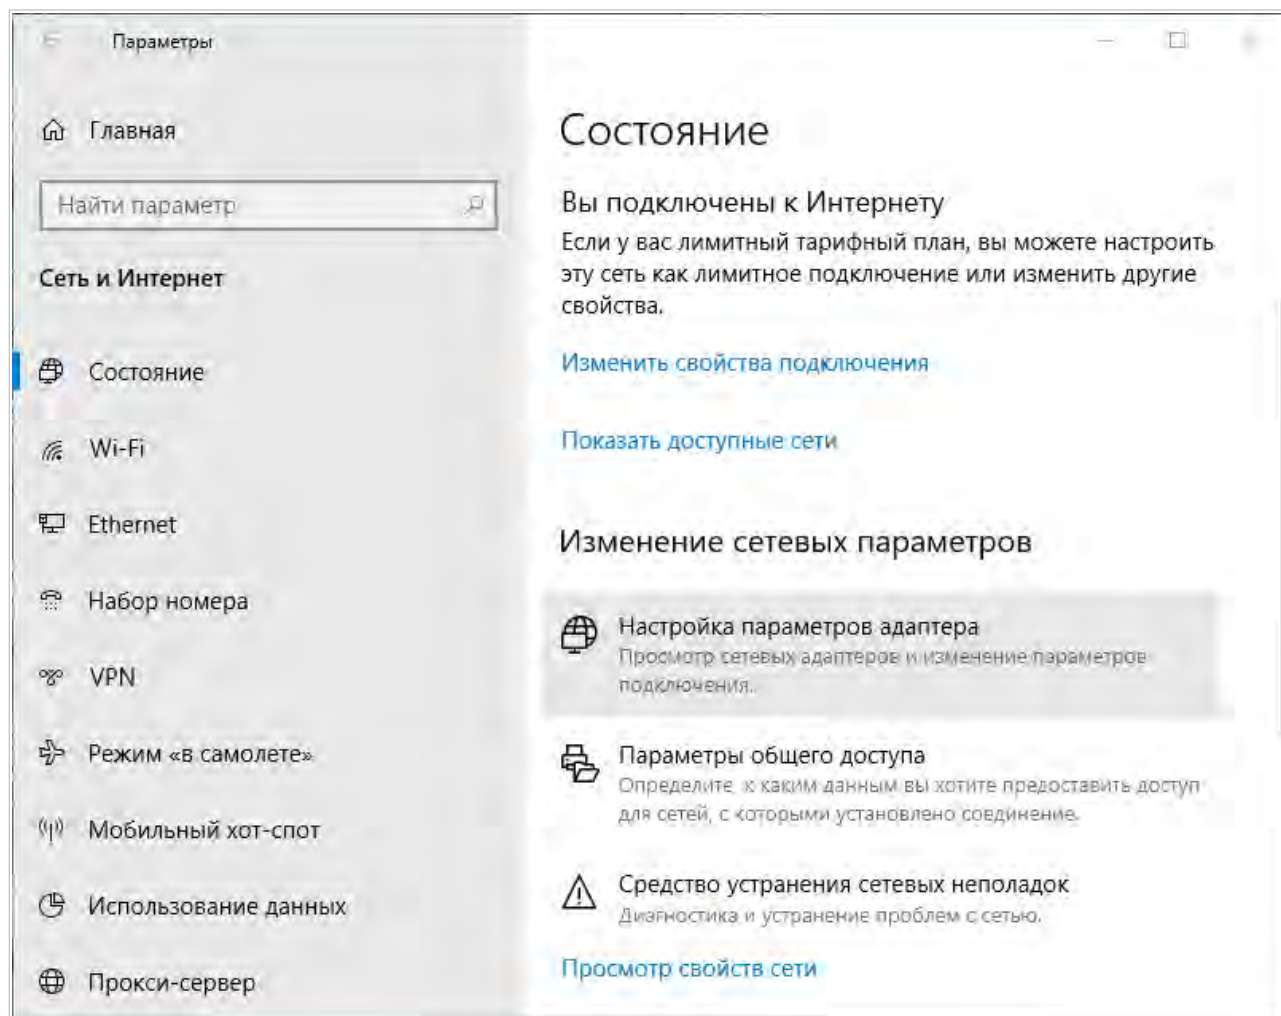 Параметры
Главная
Найти параметр
Сеть и Интернет
Состояние
Wi-Fi
Ethernet
Набор номера
VPN
Режим «в самолете»
Мобильный хот-спот
Использование данных
Прокси-сервер
Состояние
Вы подключены к Интернету
Если у вас лимитный тарифный план, вы можете настроить
эту сеть как лимитное подключение или изменить другие
свойства.
Изменить свойства подключения
Показать доступные сети
Изменение сетевых параметров
Настройка параметров адаптера
Просмотр сетевых адаптеров и изменение параметров
подключения.
Параметры общего доступа
Определите, к каким данным вы хотите предоставить доступ
для сетей, с которыми установлено соединение.
Средство устранения сетевых неполадок
Диагностика и устранение проблем с сетью.
Просмотр свойств сети